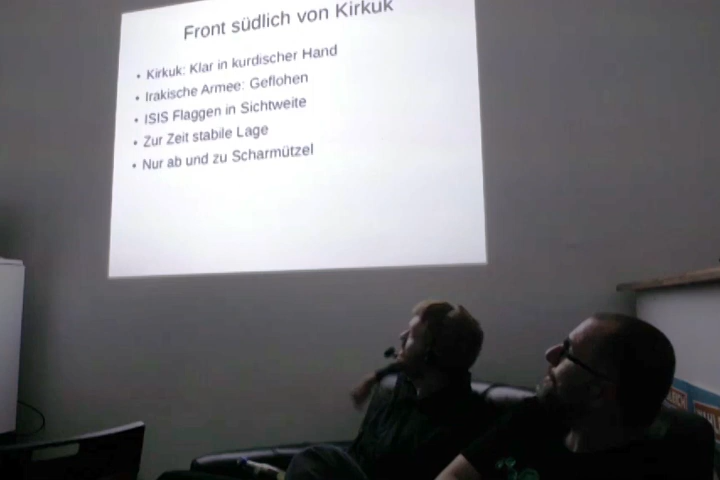 Front südlich von Kirkuk
• Kirkuk: Klar in kurdischer Hand
• Irakische Armee: Geflohen
• ISIS Flaggen in Sichtweite
• Zur Zeit stabile Lage
• Nur ab und zu Scharmützel